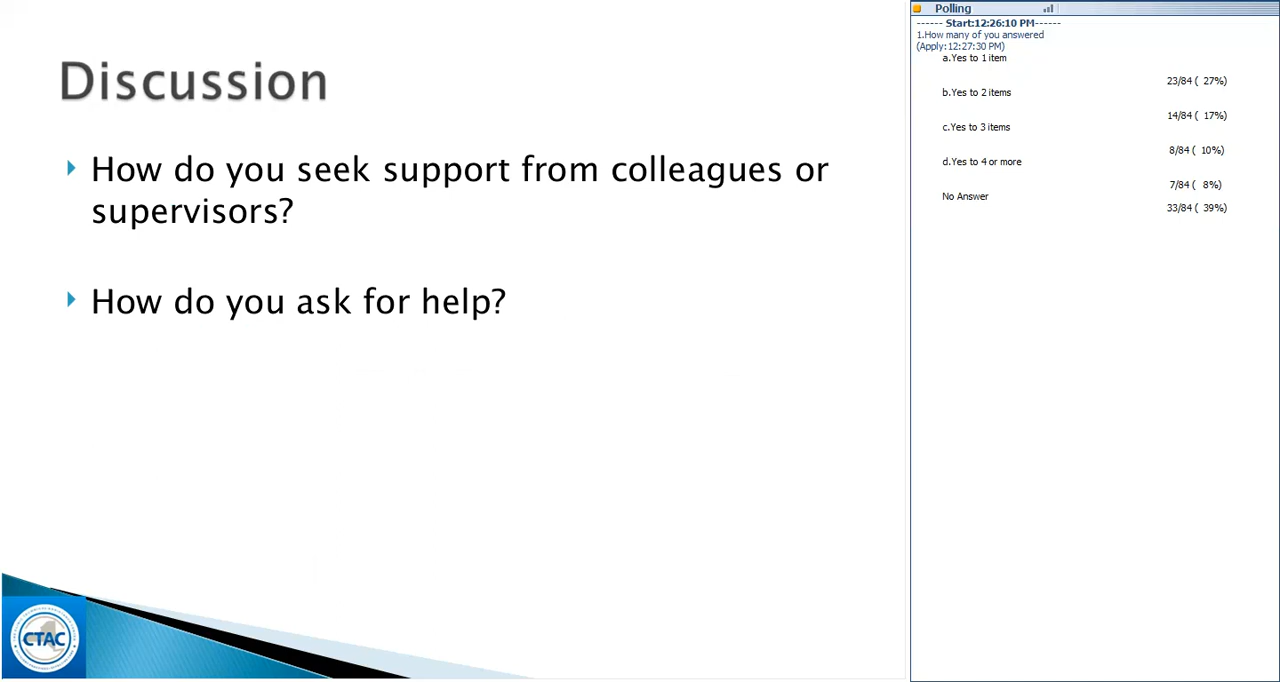 Discussion
How do you seek support from colleagues or
supervisors?
How do you ask for help?
CTAC
Polling
------ Start:12:26:10 PM------
1.How many of you answered
(Apply:12:27:30 PM)
a.Yes to 1 item
23/84 ( 27%)
b.Yes to 2 items
14/84 ( 17%)
c.Yes to 3 items
8/84 ( 10%)
d.Yes to 4 or more
7/84 ( 8%)
No Answer
33/84 ( 39%)